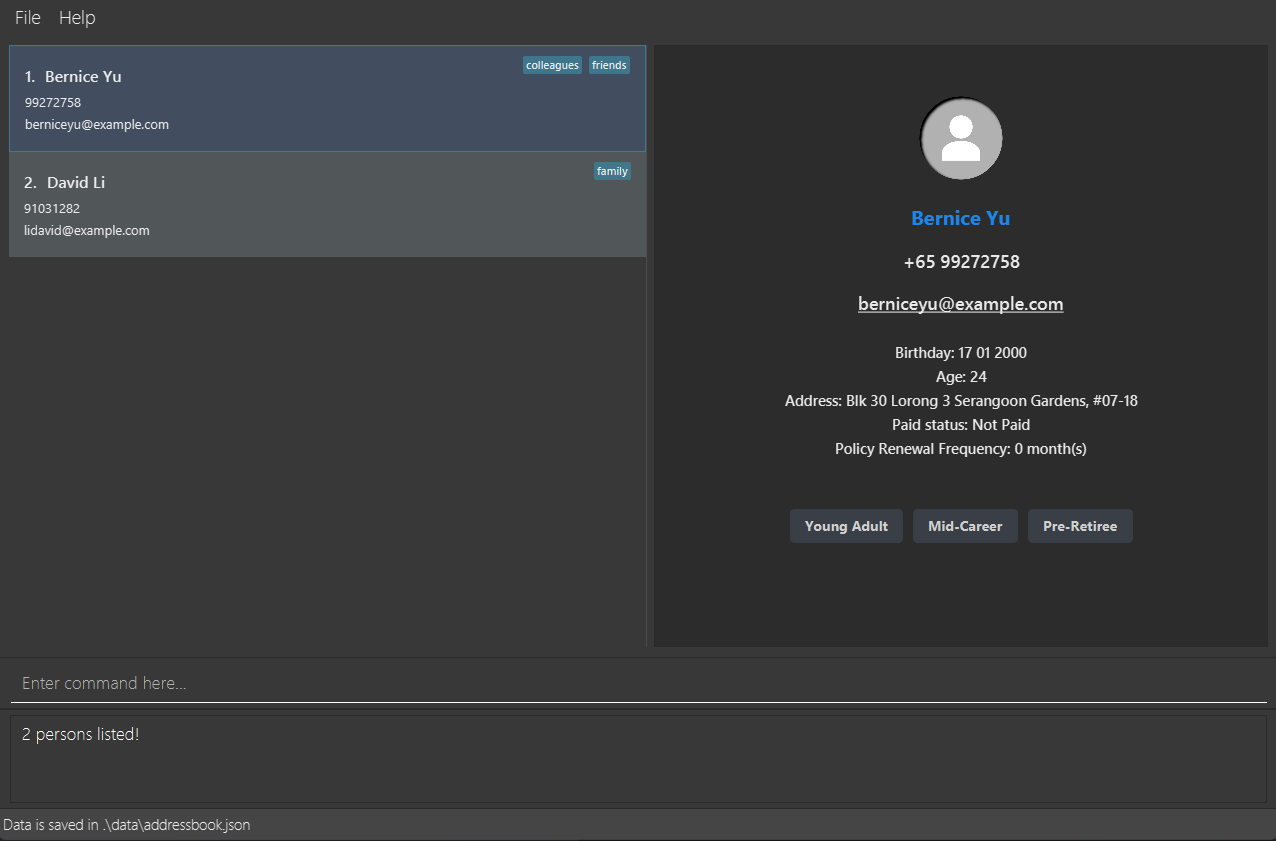 File Help
1. Bernice Yu
colleagues friends
99272758
berniceyu@example.com
2. David Li
family
91031282
lidavid@example.com
Bernice Yu
+65 99272758
berniceyu@example.com
Birthday: 17 01 2000
Age: 24
Address: Blk 30 Lorong 3 Serangoon Gardens, #07-18
Paid status: Not Paid
Policy Renewal Frequency: 0 month(s)
Young Adult Mid-Career Pre-Retiree
Enter command here...
2 persons listed!
Data is saved in .\data\addressbook.json